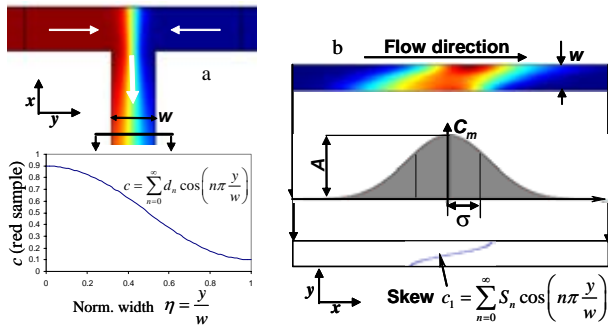 a
x
y
w
1
0.9
0.8
0.7
0.6
0.5
0.4
0.3
0.2
0.1
0
c (red sample)
c = ∑_{n=0}^{∞} d_n cos(nπ y/w)
0 0.2 0.4 0.6 0.8 1
Norm. width η = y/w
b
Flow direction
w
C_m
A
σ
y
x
Skew c_1 = ∑_{n=0}^{∞} S_n cos(nπ y/w)